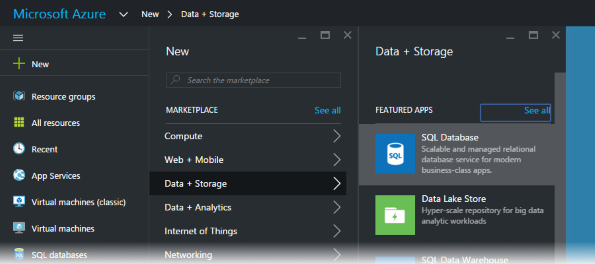 Microsoft Azure New > Data + Storage
New
Resource groups
All resources
Recent
App Services
Virtual machines (classic)
Virtual machines
SQL databases
New
Search the marketplace
MARKETPLACE See all
Compute
Web + Mobile
Data + Storage
Data + Analytics
Internet of Things
Networking
Data + Storage
FEATURED APPS See all
SQL
SQL Database
Scalable and managed relational
database service for modern
business-class apps.
Data Lake Store
Hyper-scale repository for big data
analytic workloads
SQL Data Warehouse